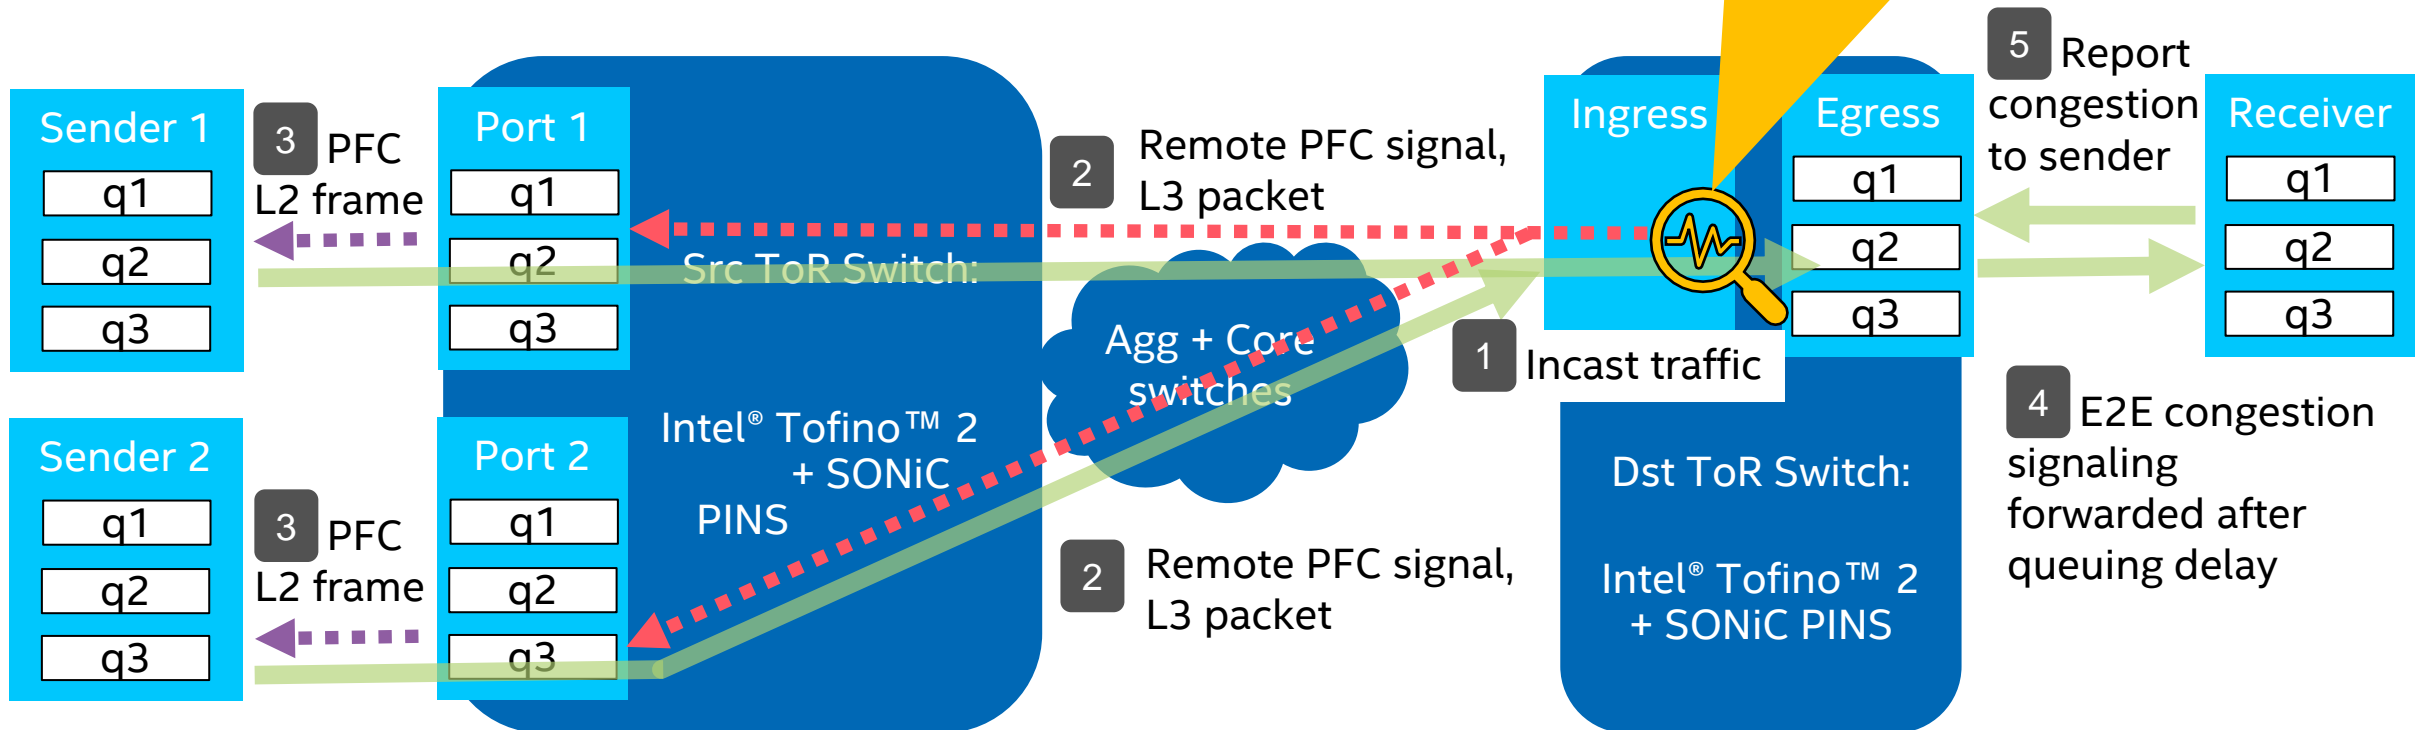 Sender 1
q1
q2
q3
3 PFC
L2 frame
Port 1
q1
q2
q3
Sender 2
q1
q2
q3
3 PFC
L2 frame
Port 2
q1
q2
q3
Src ToR Switch:
Intel® Tofino™ 2
+ SONiC
PINS
2 Remote PFC signal,
L3 packet
Agg + Core
switches
2 Remote PFC signal,
L3 packet
1 Incast traffic
Ingress
Egress
q1
q2
q3
Dst ToR Switch:
Intel® Tofino™ 2
+ SONiC PINS
5 Report
congestion
to sender
Receiver
q1
q2
q3
4 E2E congestion
signaling
forwarded after
queuing delay